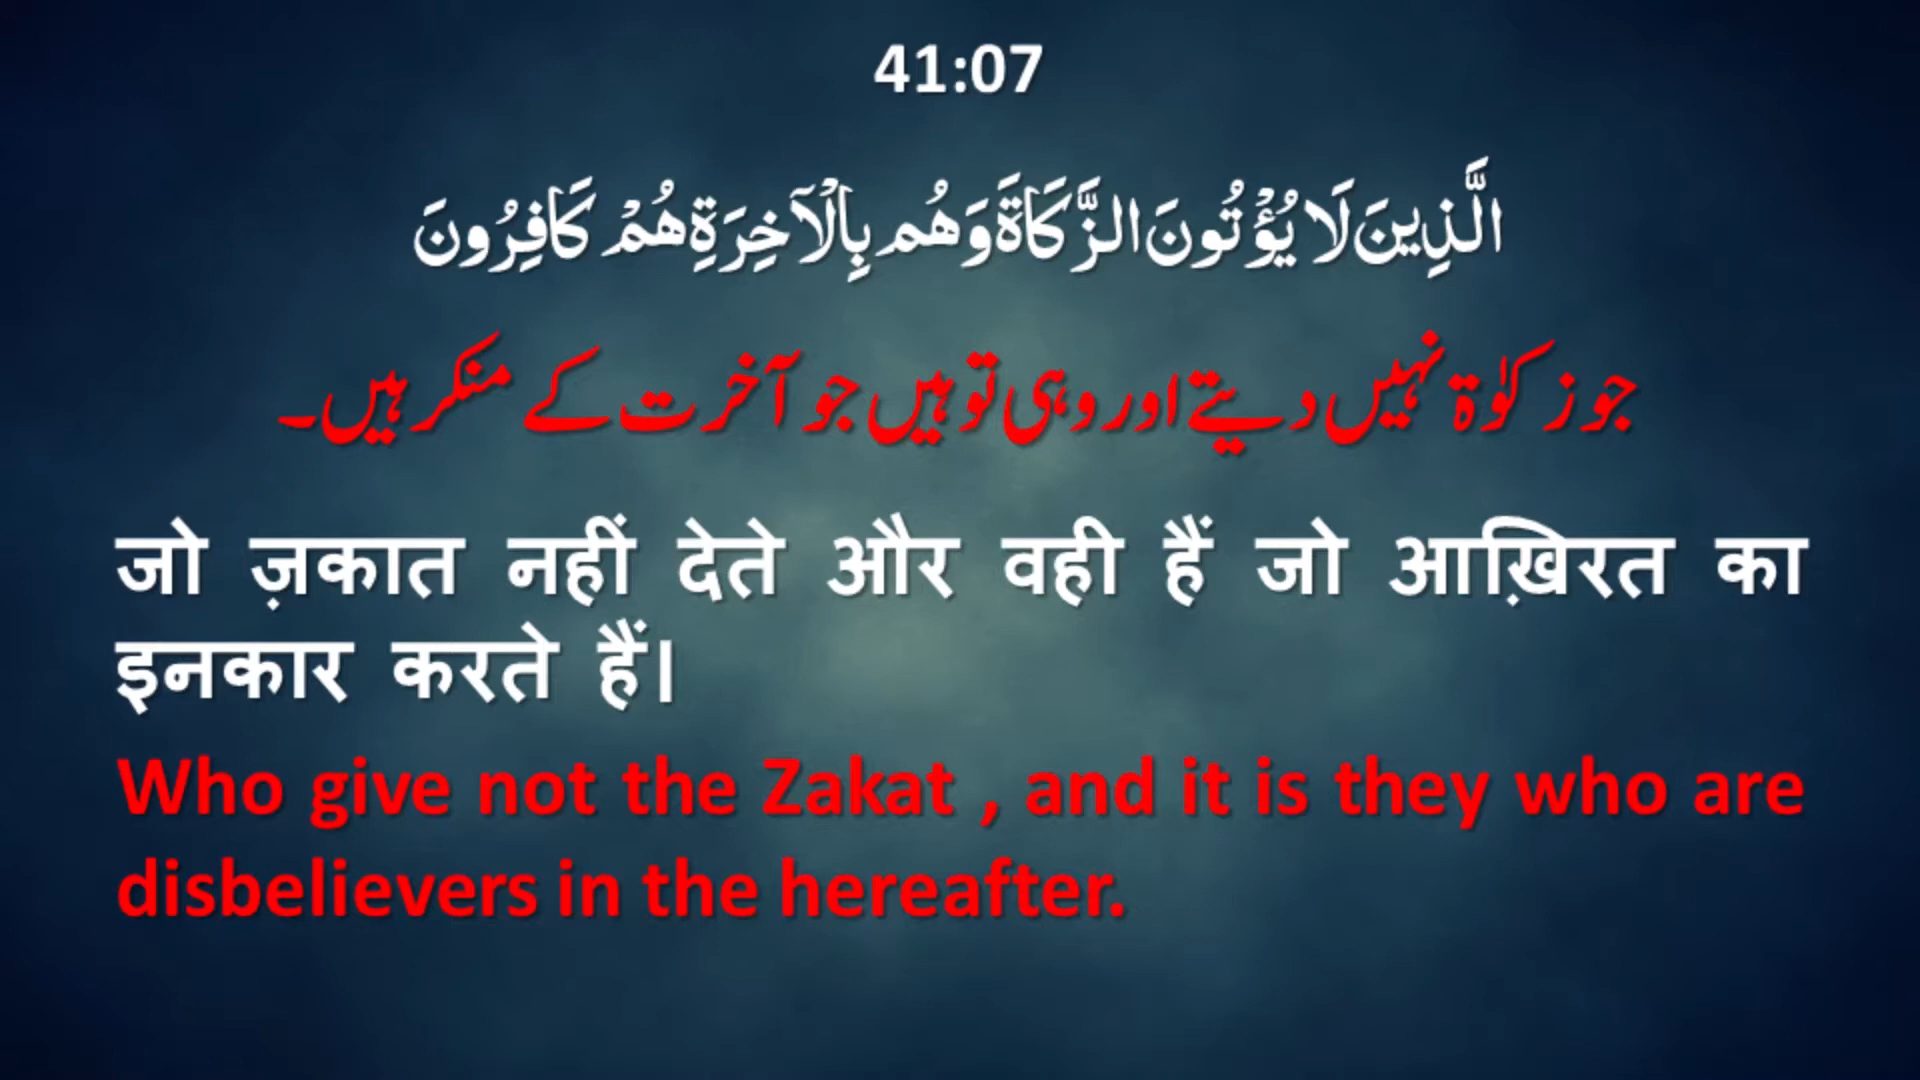 41:07
الَّذِينَ لَا يُؤْتُونَ الزَّكَاةَ وَهُم بِالْآخِرَةِ هُمْ كَافِرُونَ
جو زکوٰۃ نہیں دیتے اور وہی تو ہیں جو آخرت کے منکر ہیں۔
जो ज़कात नहीं देते और वही हैं जो आख़िरत का
इनकार करते हैं।
Who give not the Zakat , and it is they who are
disbelievers in the hereafter.